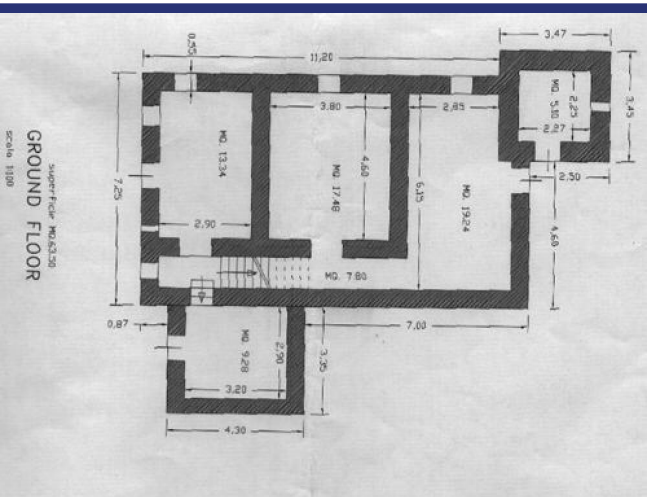 3,47
0,55
11,20
3,45
MQ. 5.10
2,25
2,27
3,80
2,85
MQ. 13.34
4,60
MQ. 17.48
6,15
MQ. 19.24
2,50
4,60
7,25
2,90
MQ. 7.80
0,87
7,00
MQ. 9.28
2,90
3,35
3,20
4,30
superficie MQ.63.50
GROUND FLOOR
scala 1:100